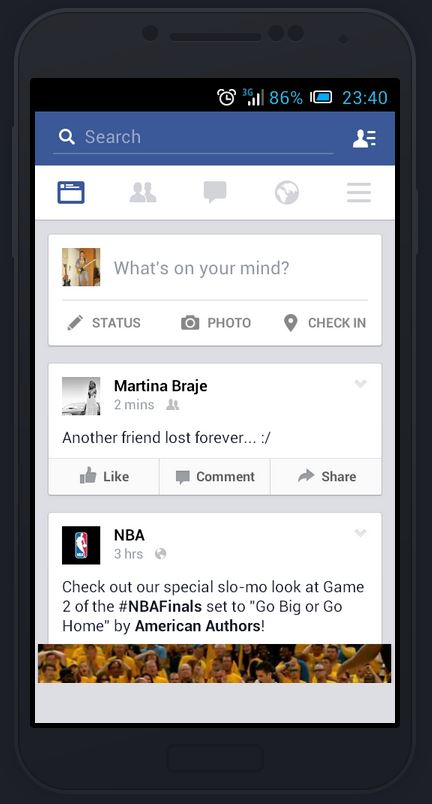 3G 86% 23:40
Search
What's on your mind?
STATUS PHOTO CHECK IN
Martina Braje
2 mins
Another friend lost forever... :/
Like Comment Share
NBA
3 hrs
Check out our special slo-mo look at Game
2 of the #NBAFinals set to "Go Big or Go
Home" by American Authors!